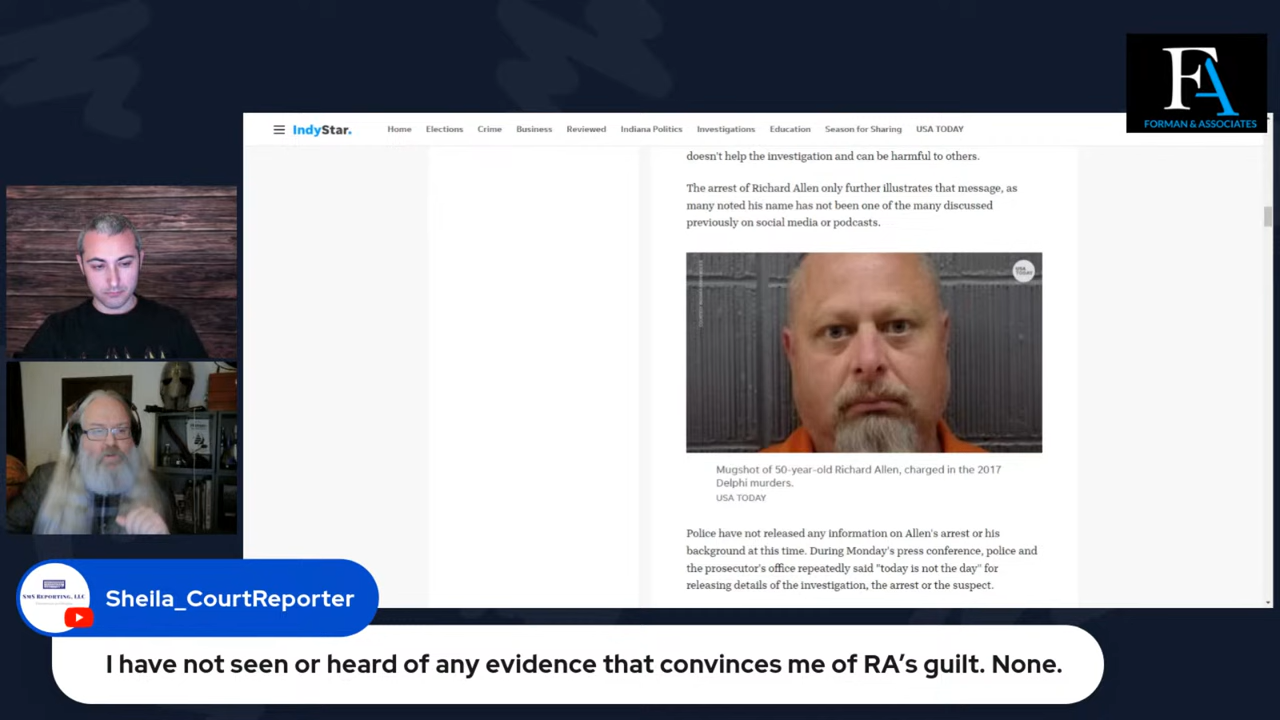 FA
FORMAN & ASSOCIATES
IndyStar.
Home Elections Crime Business Reviewed Indiana Politics Investigations Education Season for Sharing USA TODAY
doesn't help the investigation and can be harmful to others.
The arrest of Richard Allen only further illustrates that message, as
many noted his name has not been one of the many discussed
previously on social media or podcasts.
USA
TODAY
Mugshot of 50-year-old Richard Allen, charged in the 2017
Delphi murders.
USA TODAY
Police have not released any information on Allen's arrest or his
background at this time. During Monday's press conference, police and
the prosecutor's office repeatedly said "today is not the day" for
releasing details of the investigation, the arrest or the suspect.
Sheila_CourtReporter
I have not seen or heard of any evidence that convinces me of RA’s guilt. None.